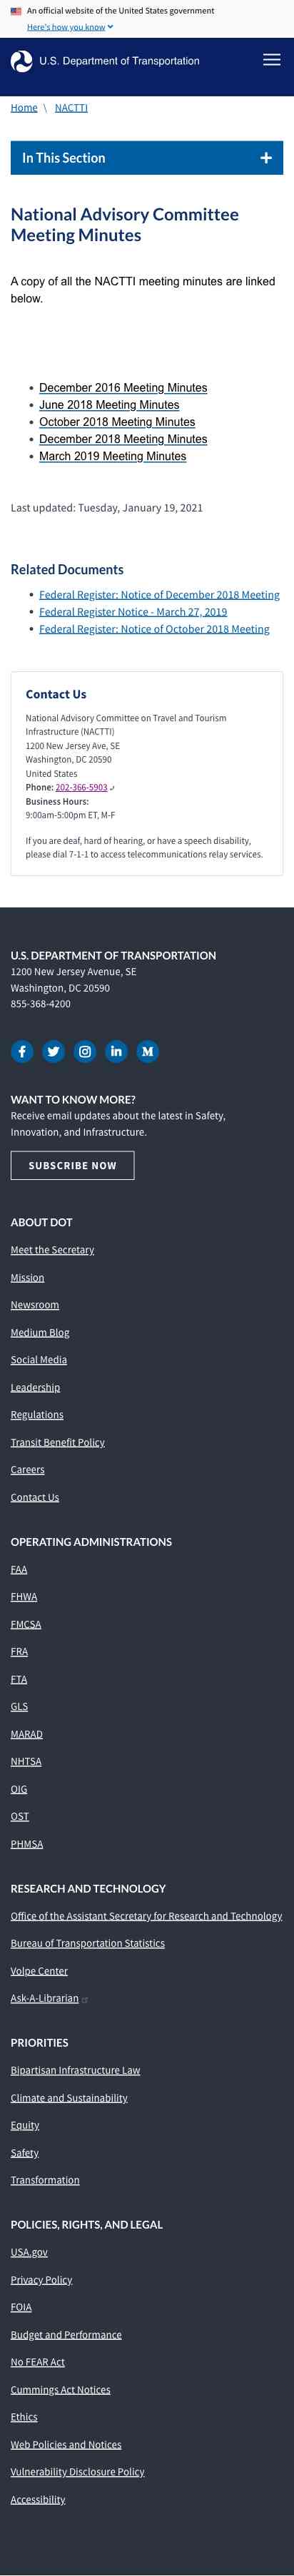 An official website of the United States government
Here's how you know
U.S. Department of Transportation
Home \ NACTTI
In This Section
National Advisory Committee
Meeting Minutes
A copy of all the NACTTI meeting minutes are linked
below.
December 2016 Meeting Minutes
June 2018 Meeting Minutes
October 2018 Meeting Minutes
December 2018 Meeting Minutes
March 2019 Meeting Minutes
Last updated: Tuesday, January 19, 2021
Related Documents
Federal Register: Notice of December 2018 Meeting
Federal Register Notice - March 27, 2019
Federal Register: Notice of October 2018 Meeting
Contact Us
National Advisory Committee on Travel and Tourism
Infrastructure (NACTTI)
1200 New Jersey Ave, SE
Washington, DC 20590
United States
Phone: 202-366-5903
Business Hours:
9:00am-5:00pm ET, M-F
If you are deaf, hard of hearing, or have a speech disability,
please dial 7-1-1 to access telecommunications relay services.
U.S. DEPARTMENT OF TRANSPORTATION
1200 New Jersey Avenue, SE
Washington, DC 20590
855-368-4200
WANT TO KNOW MORE?
Receive email updates about the latest in Safety,
Innovation, and Infrastructure.
SUBSCRIBE NOW
ABOUT DOT
Meet the Secretary
Mission
Newsroom
Medium Blog
Social Media
Leadership
Regulations
Transit Benefit Policy
Careers
Contact Us
OPERATING ADMINISTRATIONS
FAA
FHWA
FMCSA
FRA
FTA
GLS
MARAD
NHTSA
OIG
OST
PHMSA
RESEARCH AND TECHNOLOGY
Office of the Assistant Secretary for Research and Technology
Bureau of Transportation Statistics
Volpe Center
Ask-A-Librarian
PRIORITIES
Bipartisan Infrastructure Law
Climate and Sustainability
Equity
Safety
Transformation
POLICIES, RIGHTS, AND LEGAL
USA.gov
Privacy Policy
FOIA
Budget and Performance
No FEAR Act
Cummings Act Notices
Ethics
Web Policies and Notices
Vulnerability Disclosure Policy
Accessibility